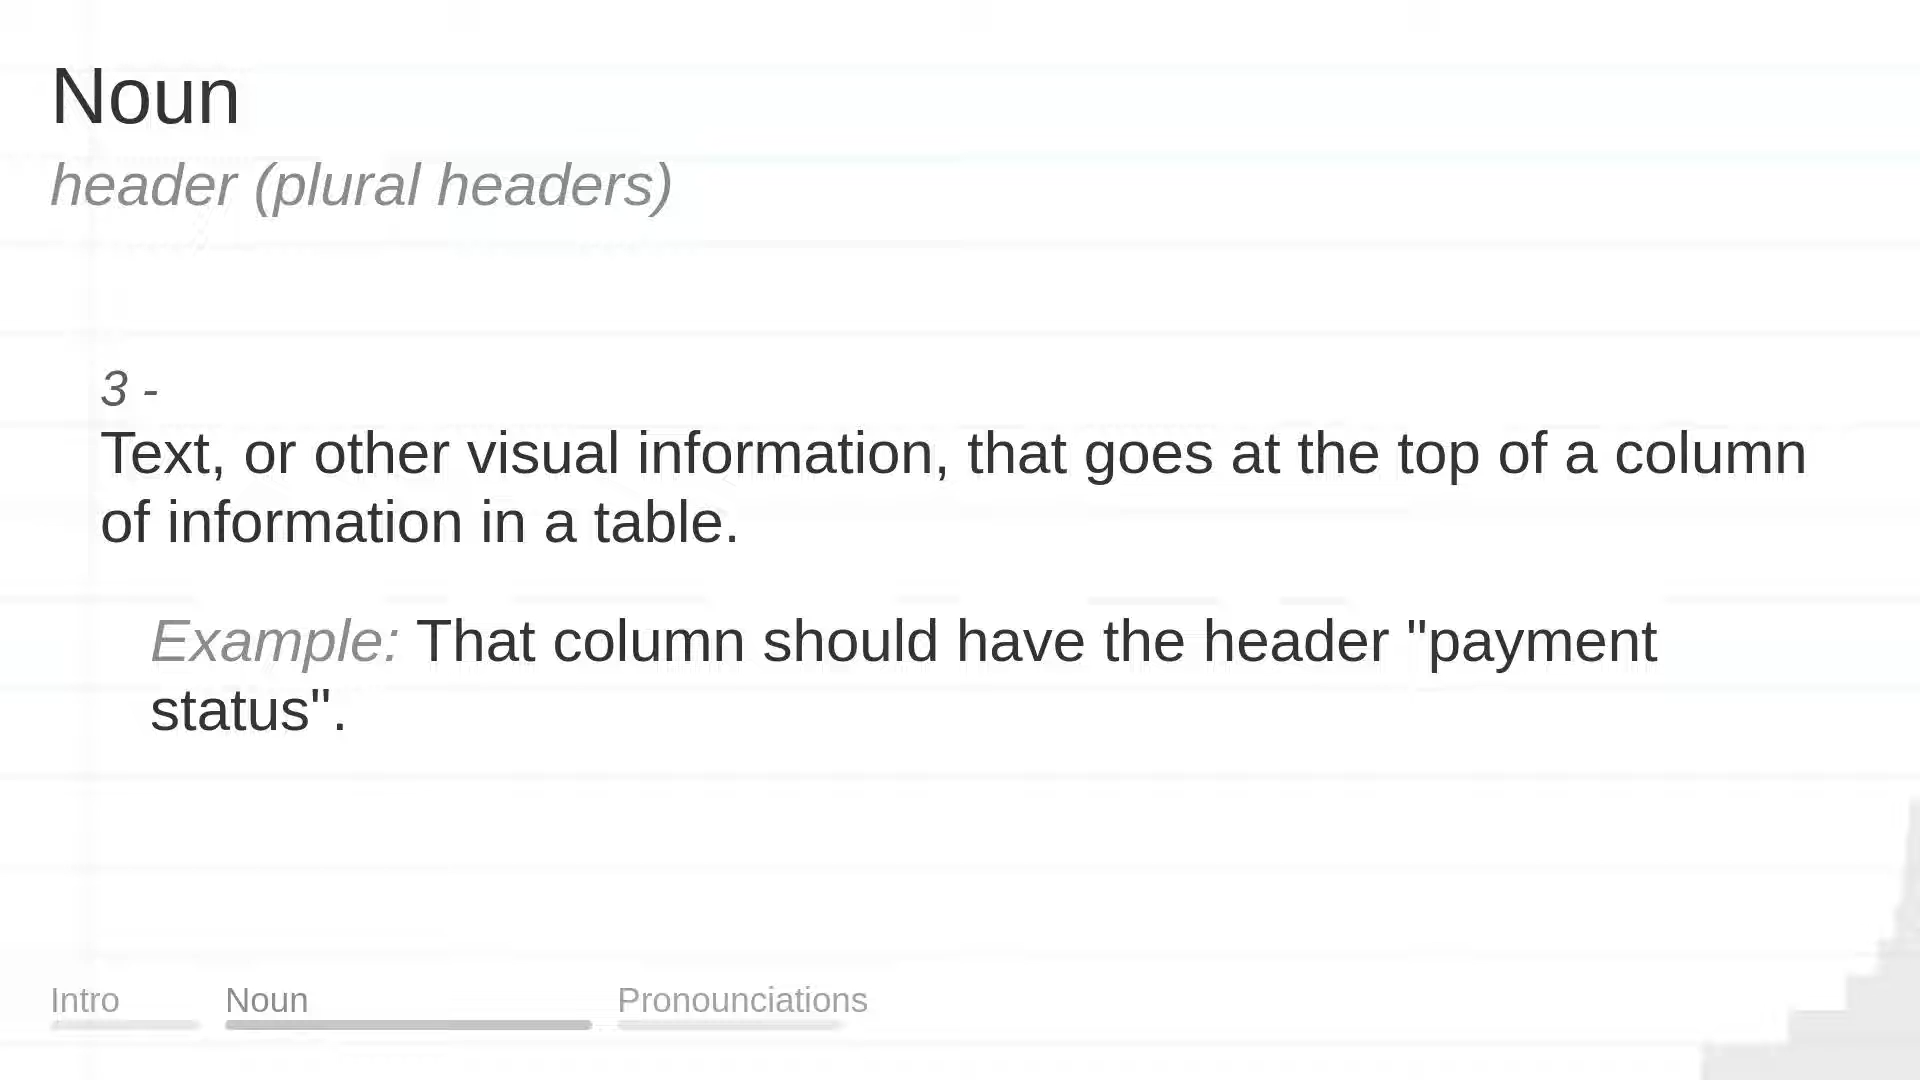 Noun
header (plural headers)
3 -
Text, or other visual information, that goes at the top of a column
of information in a table.
Example: That column should have the header "payment
status".
Intro
Noun
Pronounciations